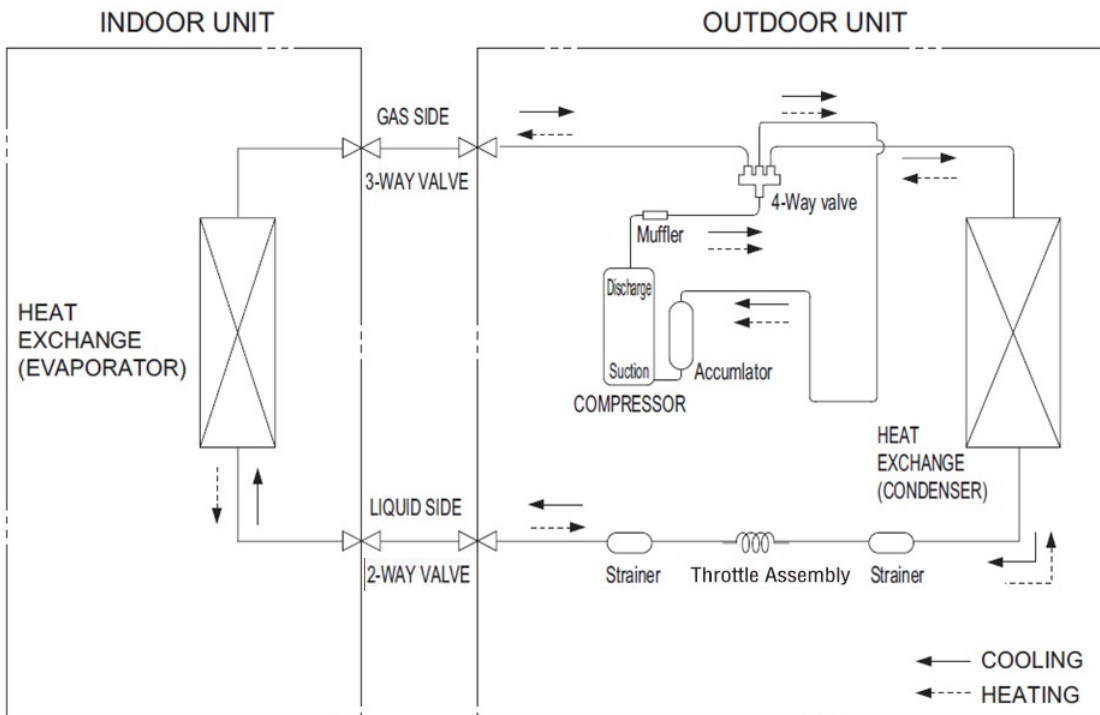 INDOOR UNIT
OUTDOOR UNIT
GAS SIDE
3-WAY VALVE
4-Way valve
Muffler
Discharge
HEAT
EXCHANGE
(EVAPORATOR)
Suction
Accumlator
COMPRESSOR
HEAT
EXCHANGE
(CONDENSER)
LIQUID SIDE
2-WAY VALVE
Strainer
Throttle Assembly
Strainer
COOLING
HEATING